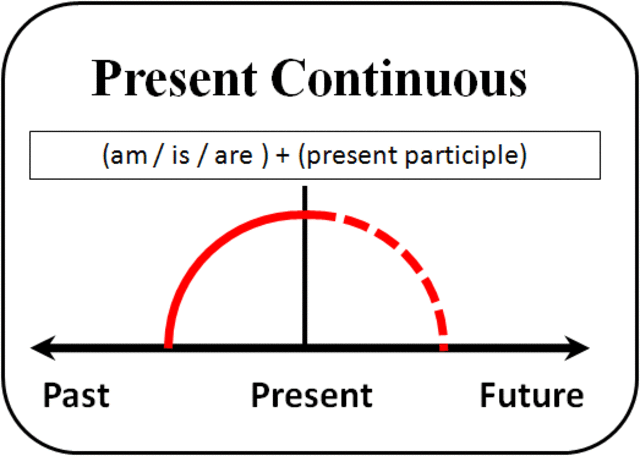 Present Continuous
(am / is / are ) + (present participle)
Past Present Future